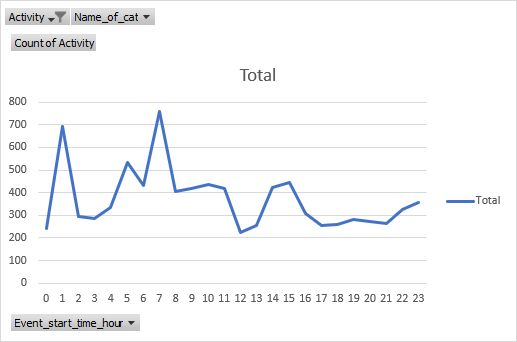 Activity Name_of_cat
Count of Activity
Total
800
700
600
500
400
300
200
100
0
0 1 2 3 4 5 6 7 8 9 10 11 12 13 14 15 16 17 18 19 20 21 22 23
Total
Event_start_time_hour